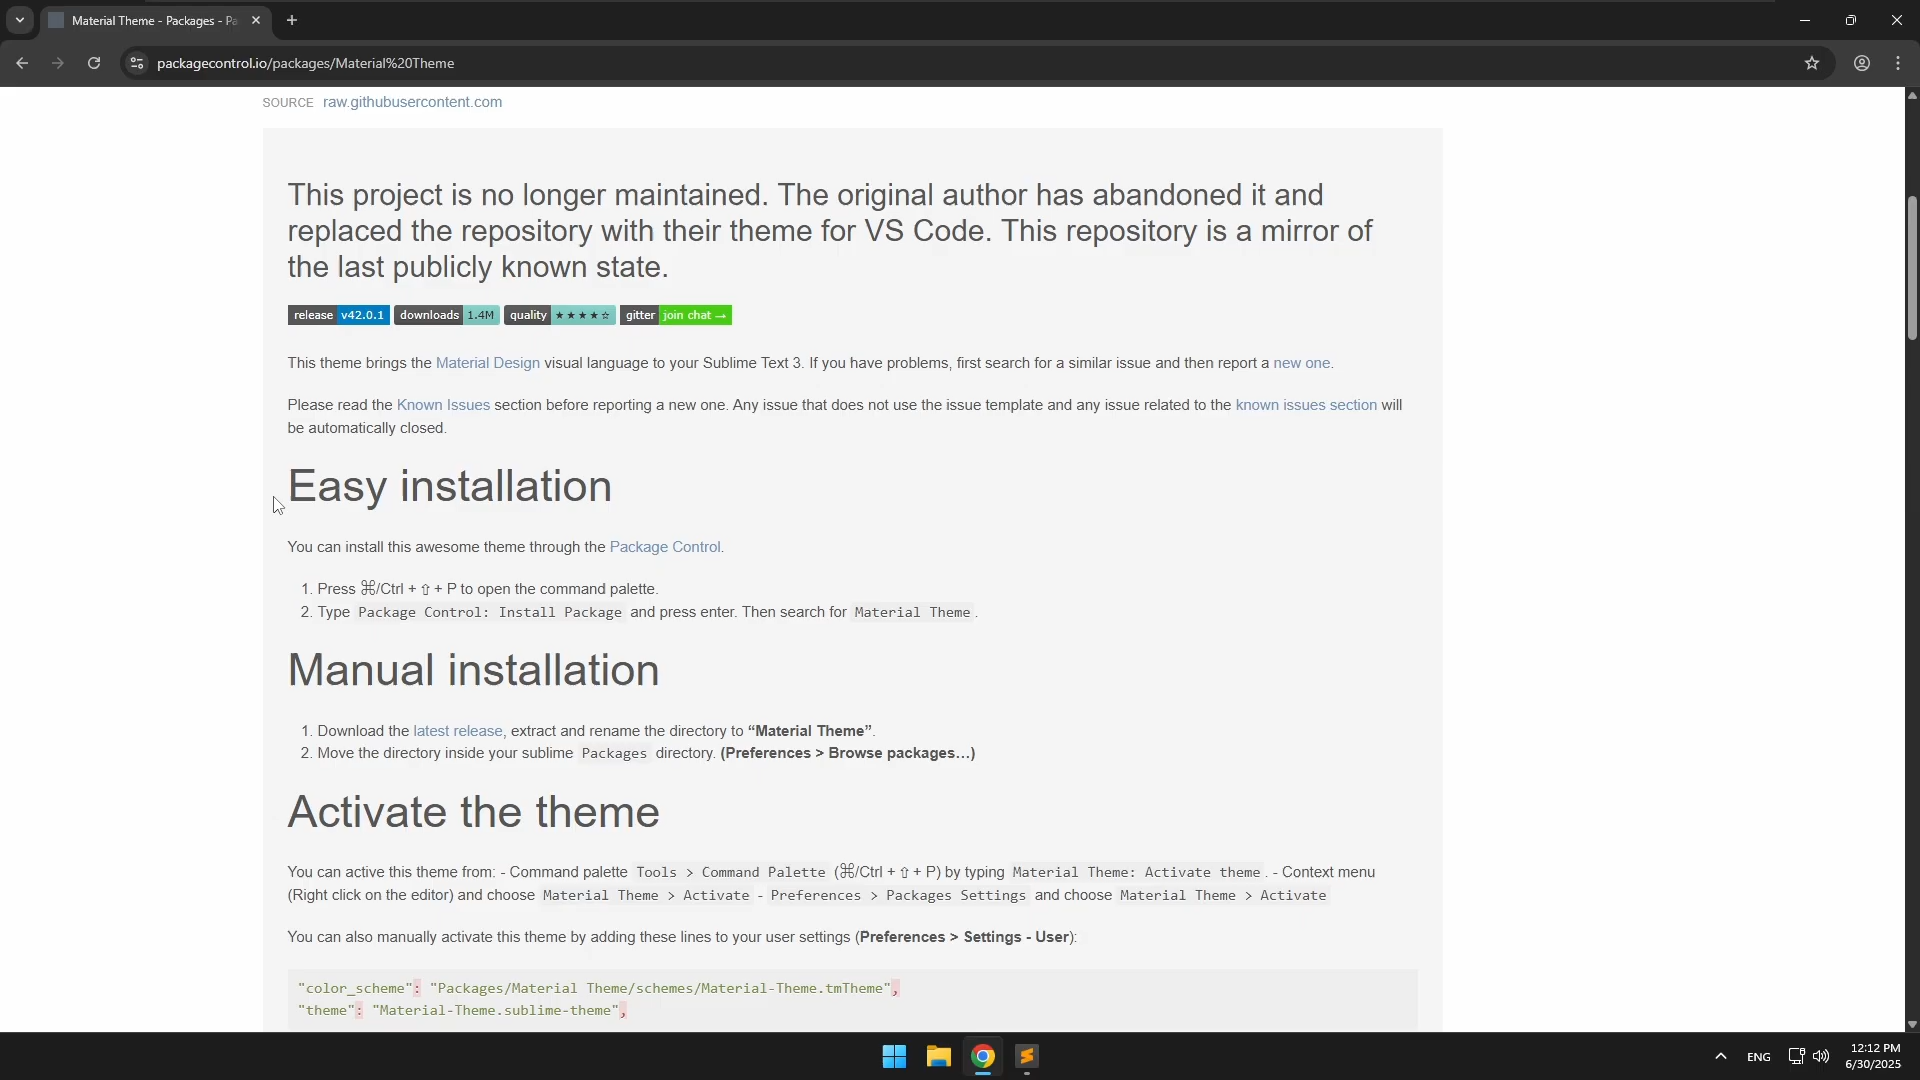 Material Theme - Packages - Pa
packagecontrol.io/packages/Material%20Theme
SOURCE raw.githubusercontent.com
This project is no longer maintained. The original author has abandoned it and
replaced the repository with their theme for VS Code. This repository is a mirror of
the last publicly known state.
release v42.0.1 downloads 1.4M quality ★★★★☆ gitter join chat →
This theme brings the Material Design visual language to your Sublime Text 3. If you have problems, first search for a similar issue and then report a new one.
Please read the Known Issues section before reporting a new one. Any issue that does not use the issue template and any issue related to the known issues section will
be automatically closed.
Easy installation
You can install this awesome theme through the Package Control.
1. Press ⌘/Ctrl + ⇧ + P to open the command palette.
2. Type Package Control: Install Package and press enter. Then search for Material Theme.
Manual installation
1. Download the latest release, extract and rename the directory to “Material Theme”.
2. Move the directory inside your sublime Packages directory. (Preferences > Browse packages…)
Activate the theme
You can active this theme from: - Command palette Tools > Command Palette (⌘/Ctrl + ⇧ + P) by typing Material Theme: Activate theme. - Context menu
(Right click on the editor) and choose Material Theme > Activate - Preferences > Packages Settings and choose Material Theme > Activate
You can also manually activate this theme by adding these lines to your user settings (Preferences > Settings - User):
"color_scheme": "Packages/Material Theme/schemes/Material-Theme.tmTheme",
"theme": "Material-Theme.sublime-theme",
ENG
12:12 PM
6/30/2025